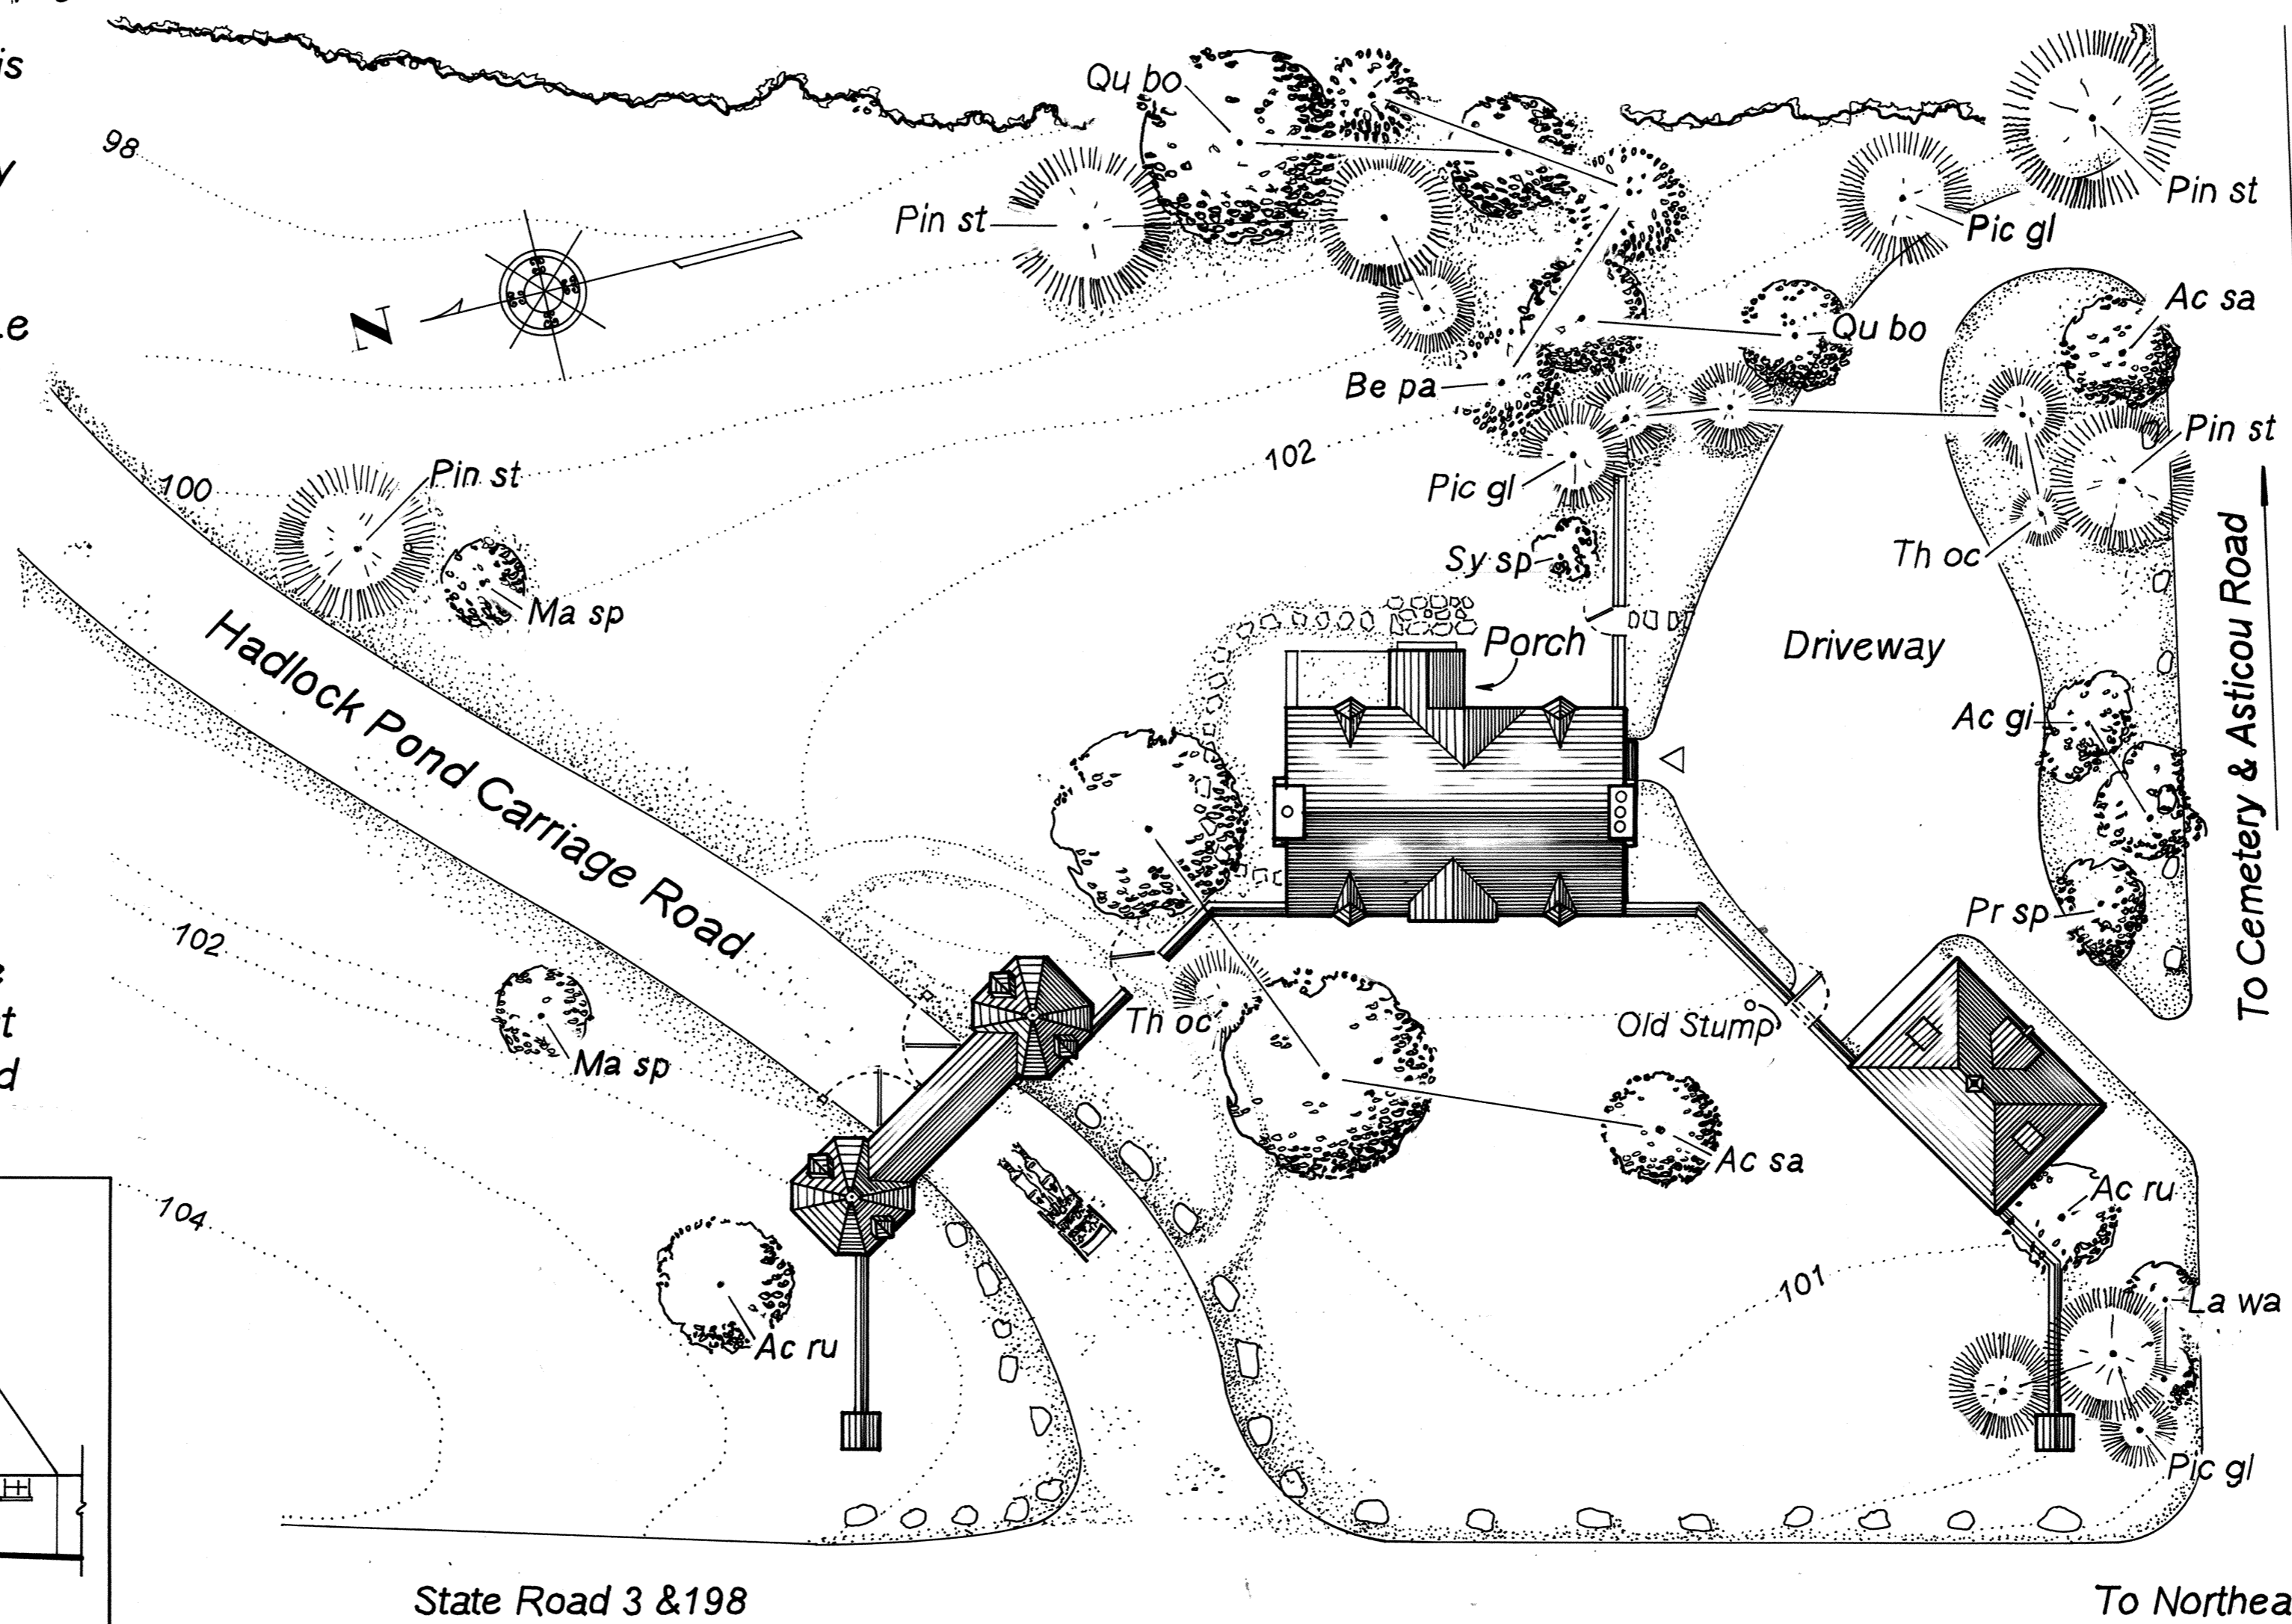 is
Qu bo
98
y
Pin st
Pin st
Pic gl
N
Ac sa
Qu bo
Be pa
Pin st
102
100
Pin st
Pic gl
Sy sp
Th oc
Ma sp
Porch
Driveway
Hadlock Pond Carriage Road
Ac gi
To Cemetery & Asticou Road
Pr sp
102
Th oc
Old Stump
Ma sp
Ac sa
104
Ac ru
101
La wa
Ac ru
Pic gl
State Road 3 & 198
To Northea